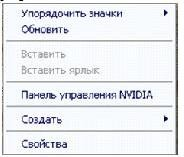 Упорядочить значки
Обновить
Вставить
Вставить ярлык
Панель управления NVIDIA
Создать
Свойства